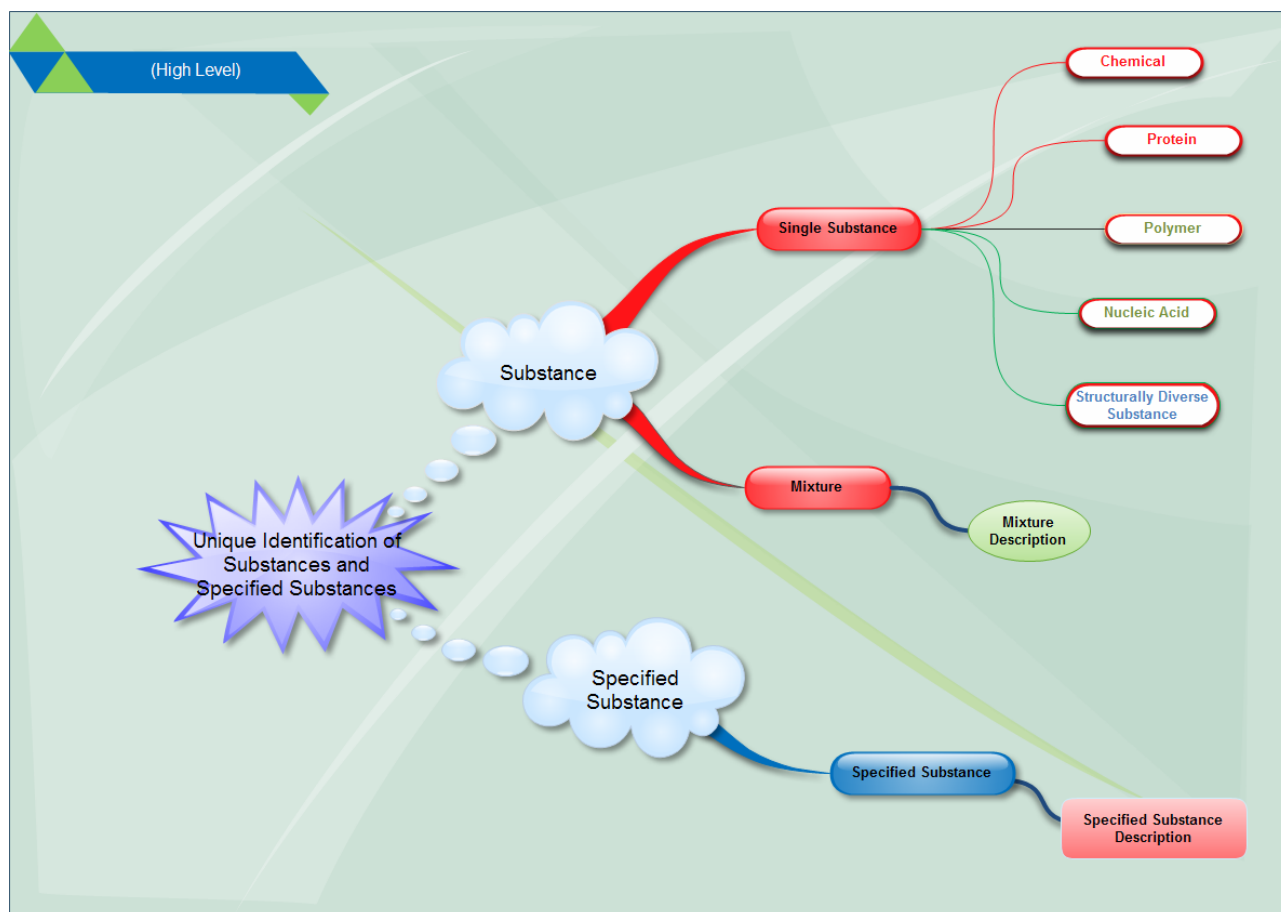 (High Level)
Chemical
Protein
Single Substance
Polymer
Nucleic Acid
Substance
Structurally Diverse
Substance
Mixture
Mixture
Description
Unique Identification of
Substances and
Specified Substances
Specified
Substance
Specified Substance
Specified Substance
Description